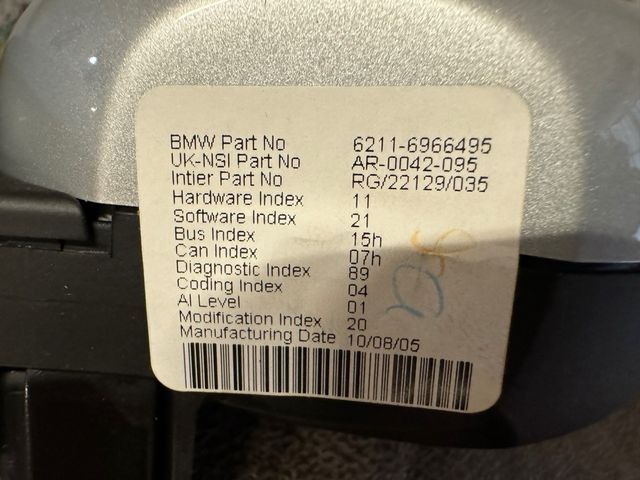 BMW Part No 6211-6966495
UK-NSI Part No AR-0042-095
Intier Part No RG/22129/035
Hardware Index 11
Software Index 21
Bus Index 15h
Can Index 07h
Diagnostic Index 89
Coding Index 04
AI Level 01
Modification Index 20
Manufacturing Date 10/08/05